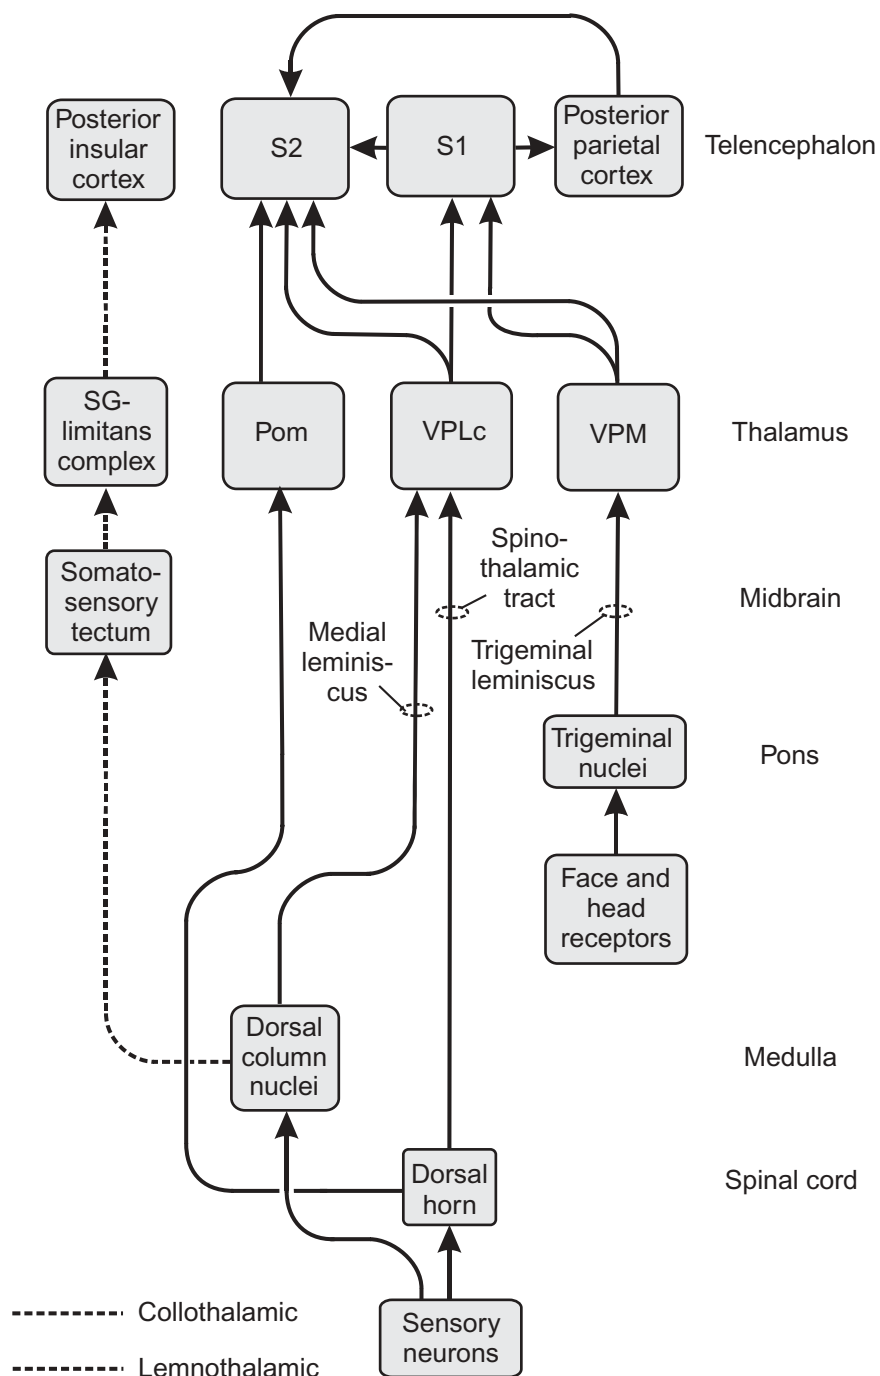 Posterior
insular
cortex
S2
S1
Posterior
parietal
cortex
Telencephalon
SG-
limitans
complex
Pom
VPLc
VPM
Thalamus
Spino-
thalamic
tract
Somato-
sensory
tectum
Midbrain
Medial
leminis-
cus
Trigeminal
leminiscus
Trigeminal
nuclei
Pons
Face and
head
receptors
Dorsal
column
nuclei
Medulla
Dorsal
horn
Spinal cord
Sensory
neurons
Collothalamic
Lemnothalamic